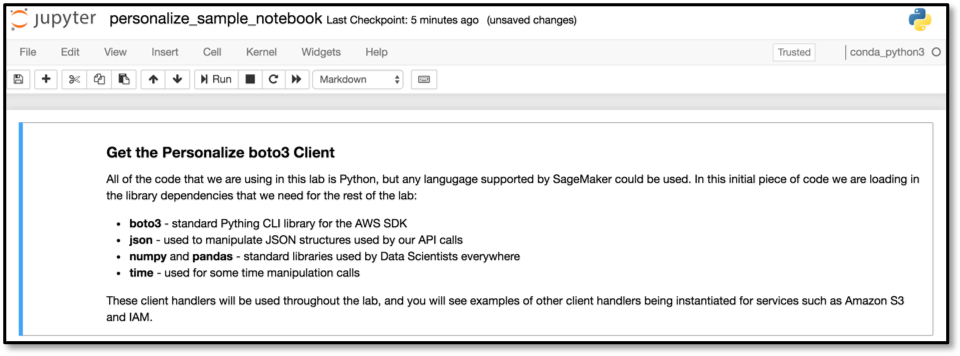 jupyter personalize_sample_notebook Last Checkpoint: 5 minutes ago (unsaved changes)
File Edit View Insert Cell Kernel Widgets Help Trusted conda_python3
Run Markdown
Get the Personalize boto3 Client
All of the code that we are using in this lab is Python, but any langugage supported by SageMaker could be used. In this initial piece of code we are loading in
the library dependencies that we need for the rest of the lab:
• boto3 - standard Pything CLI library for the AWS SDK
• json - used to manipulate JSON structures used by our API calls
• numpy and pandas - standard libraries used by Data Scientists everywhere
• time - used for some time manipulation calls
These client handlers will be used throughout the lab, and you will see examples of other client handlers being instantiated for services such as Amazon S3
and IAM.